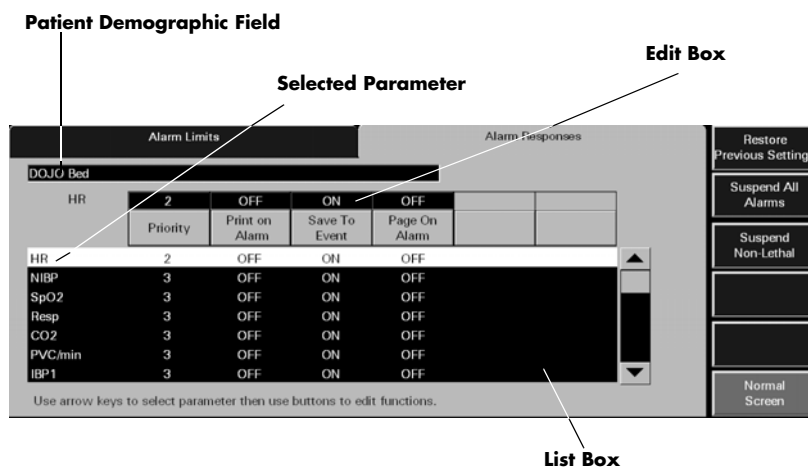 Patient Demographic Field
Edit Box
Selected Parameter
Alarm Limits
Alarm Responses
DOJO Bed
HR 2 OFF ON OFF
Priority Print on Alarm Save To Event Page On Alarm
HR 2 OFF ON OFF
NIBP 3 OFF ON OFF
SpO2 3 OFF ON OFF
Resp 3 OFF ON OFF
CO2 3 OFF ON OFF
PVC/min 3 OFF ON OFF
IBP1 3 OFF ON OFF
Use arrow keys to select parameter then use buttons to edit functions.
Restore
Previous Setting
Suspend All
Alarms
Suspend
Non-Lethal
Normal
Screen
List Box